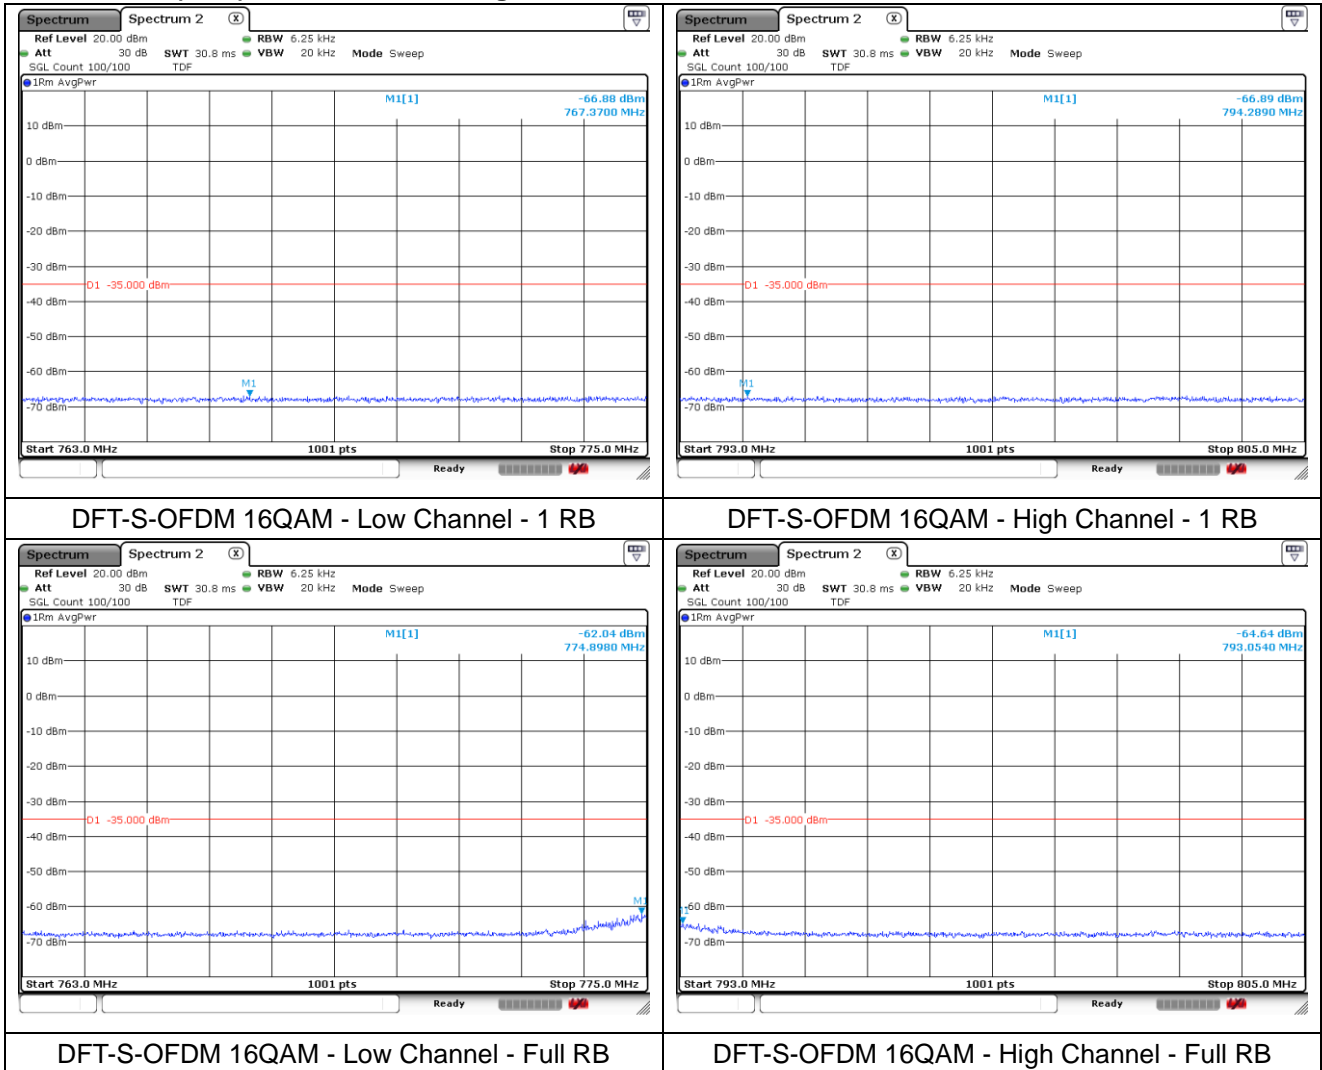 Spectrum Spectrum 2 X
Ref Level 20.00 dBm RBW 6.25 kHz
Att 30 dB SWT 30.8 ms VBW 20 kHz Mode Sweep
SGL Count 100/100 TDF
1Rm AvgPwr
M1[1] -66.88 dBm
767.3700 MHz
10 dBm
0 dBm
-10 dBm
-20 dBm
-30 dBm
D1 -35.000 dBm
-40 dBm
-50 dBm
-60 dBm
M1
-70 dBm
Start 763.0 MHz 1001 pts Stop 775.0 MHz
Ready
Spectrum Spectrum 2 X
Ref Level 20.00 dBm RBW 6.25 kHz
Att 30 dB SWT 30.8 ms VBW 20 kHz Mode Sweep
SGL Count 100/100 TDF
1Rm AvgPwr
M1[1] -66.89 dBm
794.2890 MHz
10 dBm
0 dBm
-10 dBm
-20 dBm
-30 dBm
D1 -35.000 dBm
-40 dBm
-50 dBm
-60 dBm
M1
-70 dBm
Start 793.0 MHz 1001 pts Stop 805.0 MHz
Ready
DFT-S-OFDM 16QAM - Low Channel - 1 RB
DFT-S-OFDM 16QAM - High Channel - 1 RB
Spectrum Spectrum 2 X
Ref Level 20.00 dBm RBW 6.25 kHz
Att 30 dB SWT 30.8 ms VBW 20 kHz Mode Sweep
SGL Count 100/100 TDF
1Rm AvgPwr
M1[1] -62.04 dBm
774.8980 MHz
10 dBm
0 dBm
-10 dBm
-20 dBm
-30 dBm
D1 -35.000 dBm
-40 dBm
-50 dBm
-60 dBm
M1
-70 dBm
Start 763.0 MHz 1001 pts Stop 775.0 MHz
Ready
Spectrum Spectrum 2 X
Ref Level 20.00 dBm RBW 6.25 kHz
Att 30 dB SWT 30.8 ms VBW 20 kHz Mode Sweep
SGL Count 100/100 TDF
1Rm AvgPwr
M1[1] -64.64 dBm
793.0540 MHz
10 dBm
0 dBm
-10 dBm
-20 dBm
-30 dBm
D1 -35.000 dBm
-40 dBm
-50 dBm
-60 dBm
-70 dBm
Start 793.0 MHz 1001 pts Stop 805.0 MHz
Ready
DFT-S-OFDM 16QAM - Low Channel - Full RB
DFT-S-OFDM 16QAM - High Channel - Full RB